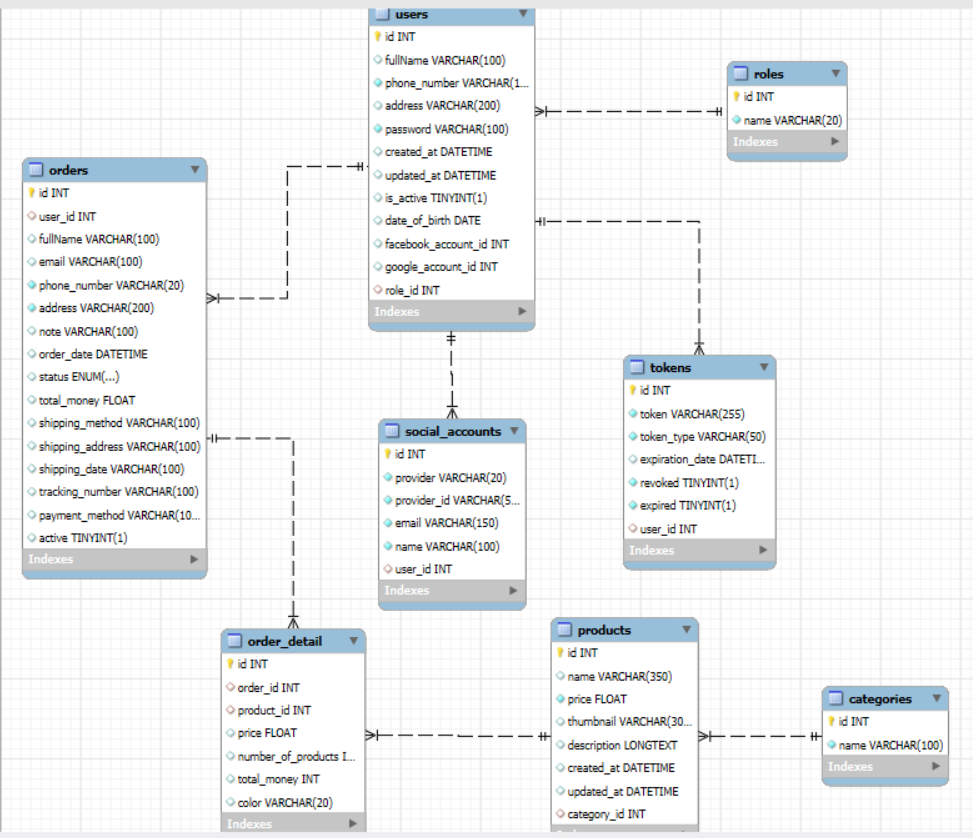 users
id INT
fullName VARCHAR(100)
phone_number VARCHAR(1...
address VARCHAR(200)
password VARCHAR(100)
created_at DATETIME
updated_at DATETIME
is_active TINYINT(1)
date_of_birth DATE
facebook_account_id INT
google_account_id INT
role_id INT
Indexes
roles
id INT
name VARCHAR(20)
Indexes
orders
id INT
user_id INT
fullName VARCHAR(100)
email VARCHAR(100)
phone_number VARCHAR(20)
address VARCHAR(200)
note VARCHAR(100)
order_date DATETIME
status ENUM(...)
total_money FLOAT
shipping_method VARCHAR(100)
shipping_address VARCHAR(100)
shipping_date VARCHAR(100)
tracking_number VARCHAR(100)
payment_method VARCHAR(10...
active TINYINT(1)
Indexes
social_accounts
id INT
provider VARCHAR(20)
provider_id VARCHAR(5...
email VARCHAR(150)
name VARCHAR(100)
user_id INT
Indexes
tokens
id INT
token VARCHAR(255)
token_type VARCHAR(50)
expiration_date DATETI...
revoked TINYINT(1)
expired TINYINT(1)
user_id INT
Indexes
order_detail
id INT
order_id INT
product_id INT
price FLOAT
number_of_products I...
total_money INT
color VARCHAR(20)
Indexes
products
id INT
name VARCHAR(350)
price FLOAT
thumbnail VARCHAR(30...
description LONGTEXT
created_at DATETIME
updated_at DATETIME
category_id INT
categories
id INT
name VARCHAR(100)
Indexes